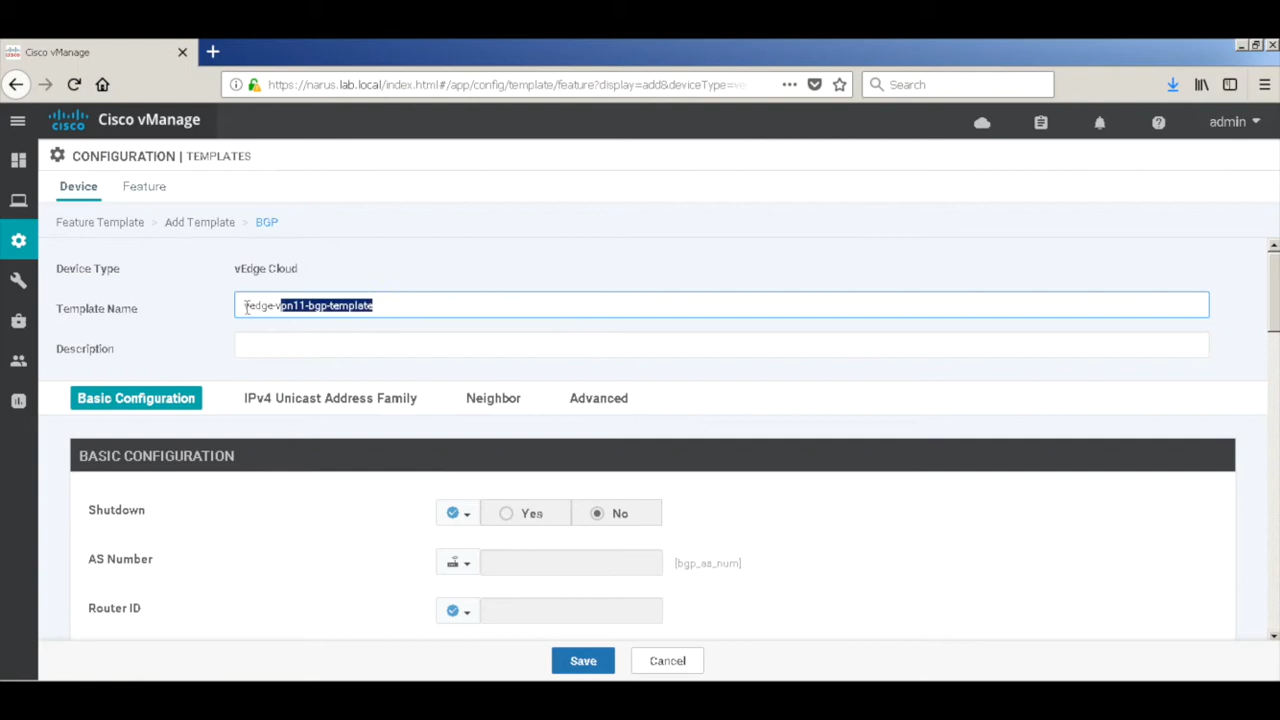 Cisco vManage
https://narus.lab.local/index.html#/app/config/template/feature?display=add&deviceType=ve
Search
CISCO
Cisco vManage
admin
CONFIGURATION | TEMPLATES
Device
Feature
Feature Template > Add Template > BGP
Device Type
vEdge Cloud
Template Name
vedge-vpn11-bgp-template
Description
Basic Configuration
IPv4 Unicast Address Family
Neighbor
Advanced
BASIC CONFIGURATION
Shutdown
Yes
No
AS Number
[bgp_as_num]
Router ID
Save
Cancel